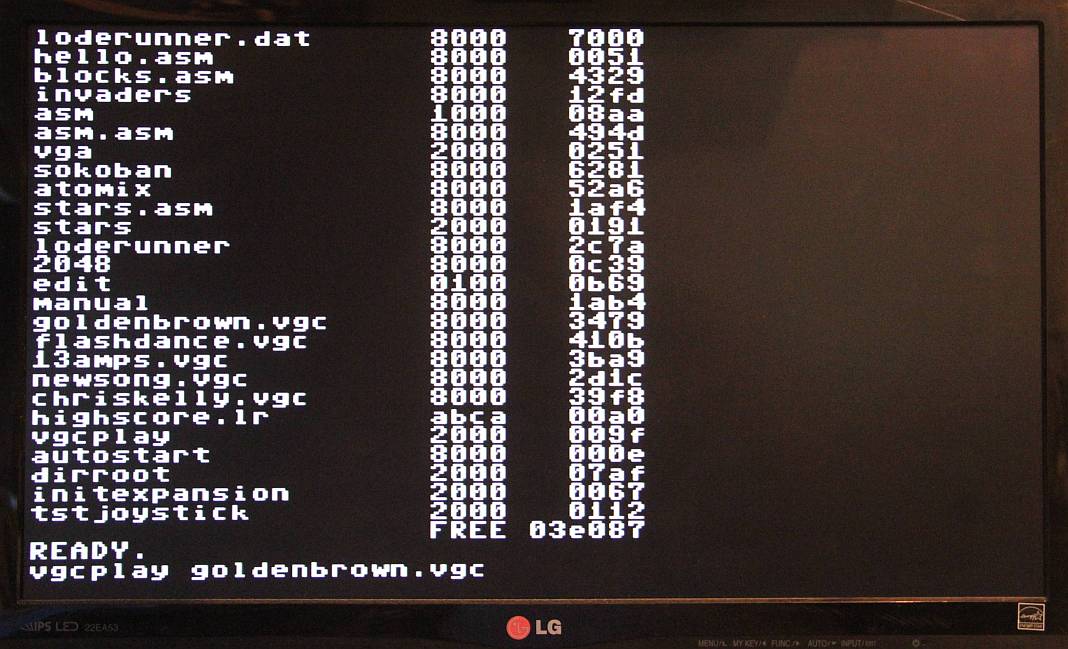 loderunner.dat 8000 7000
hello.asm 8000 0051
blocks.asm 8000 4329
invaders 8000 12fd
asm 1000 08aa
asm.asm 8000 494d
vga 2000 0251
sokoban 8000 6281
atomix 8000 52a6
stars.asm 8000 1af4
stars 2000 0191
loderunner 8000 2c7a
2048 8000 0c39
edit 0100 0b69
manual 8000 1ab4
goldenbrown.vgc 8000 3479
flashdance.vgc 8000 410b
13amps.vgc 8000 3ba9
newsong.vgc 8000 2d1c
chriskelly.vgc 8000 39f8
highscore.lr abca 00a0
vgcplay 2000 009f
autostart 8000 000e
dirroot 2000 07af
initexpansion 2000 0067
tstjoystick 2000 0112
FREE 03e087
READY.
vgcplay goldenbrown.vgc
IPS LED 22EA53
LG
MENU/ MY KEY/ FUNC/ AUTO/ INPUT/